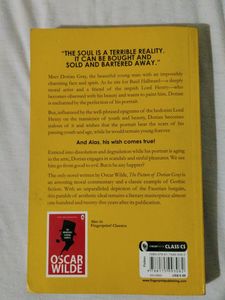 "THE SOUL IS A TERRIBLE REALITY.
IT CAN BE BOUGHT AND
SOLD AND BARTERED AWAY."
Meet Dorian Gray, the beautiful young man with an impossibly
charming face and spirit. As he sits for Basil Hallward—a deeply
moral artist and a friend of the impish Lord Henry—who
becomes obsessed with his beauty and wants to paint him, Dorian
is enchanted by the perfection of his portrait.
But, influenced by the well-phrased epigrams of the hedonist Lord
Henry on the transience of youth and beauty, Dorian becomes
jealous of it and wishes that the portrait bear the scars of his
passing youth and age, while he would remain young forever.
And Alas, his wish comes true!
Enticed into dissolution and degradation while his portrait is aging
in the attic, Dorian engages in scandals and sinful pleasures. We see
him go from good to evil. But is he any happier?
The only novel written by Oscar Wilde, The Picture of Dorian Gray is
an arresting moral commentary and a classic example of Gothic
fiction. With an unparalleled depiction of the Faustian bargain,
this parable of aesthetic ideal remains a literary masterpiece almost
one hundred and twenty-five years after its publication.
Also in
Fingerprint! Classics
OSCAR
WILDE
CLASSICS
www.fingerprintpublishing.com